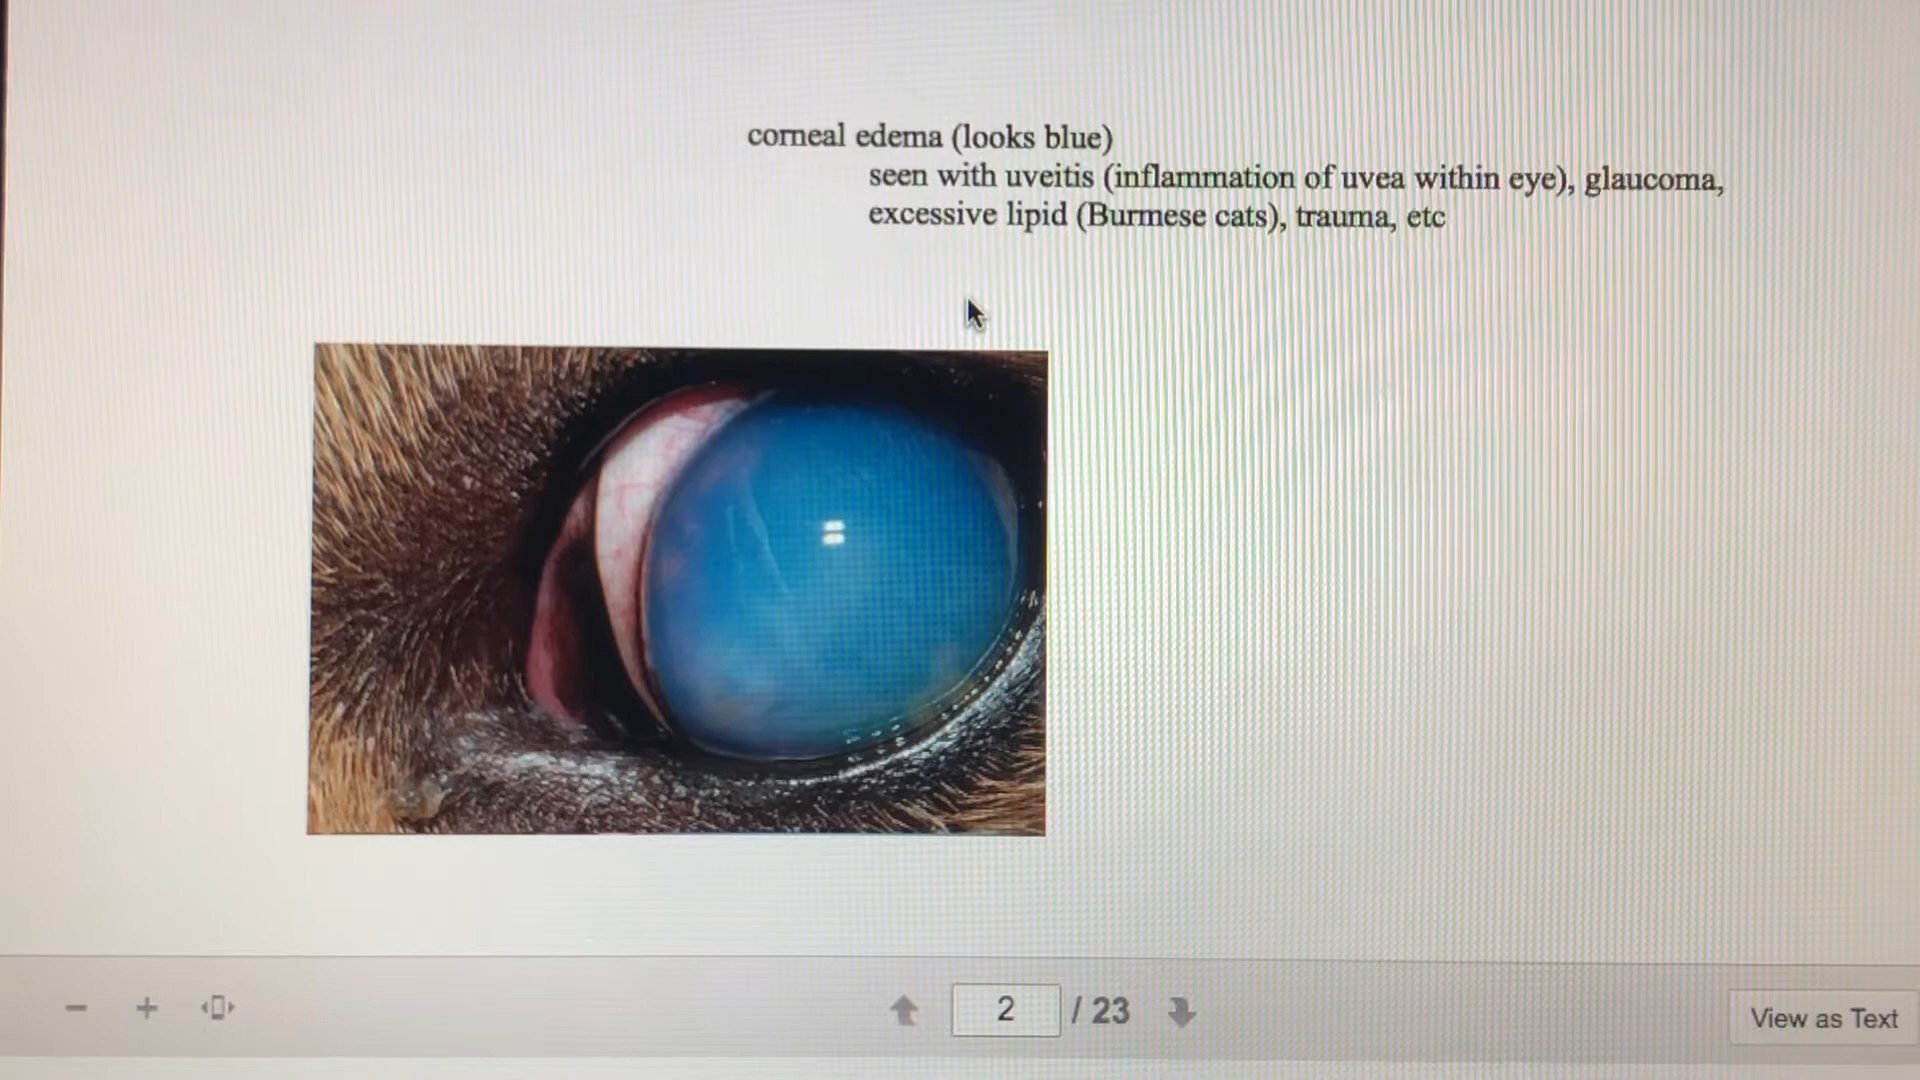 corneal edema (looks blue)
seen with uveitis (inflammation of uvea within eye), glaucoma,
excessive lipid (Burmese cats), trauma, etc
2 / 23
View as Text